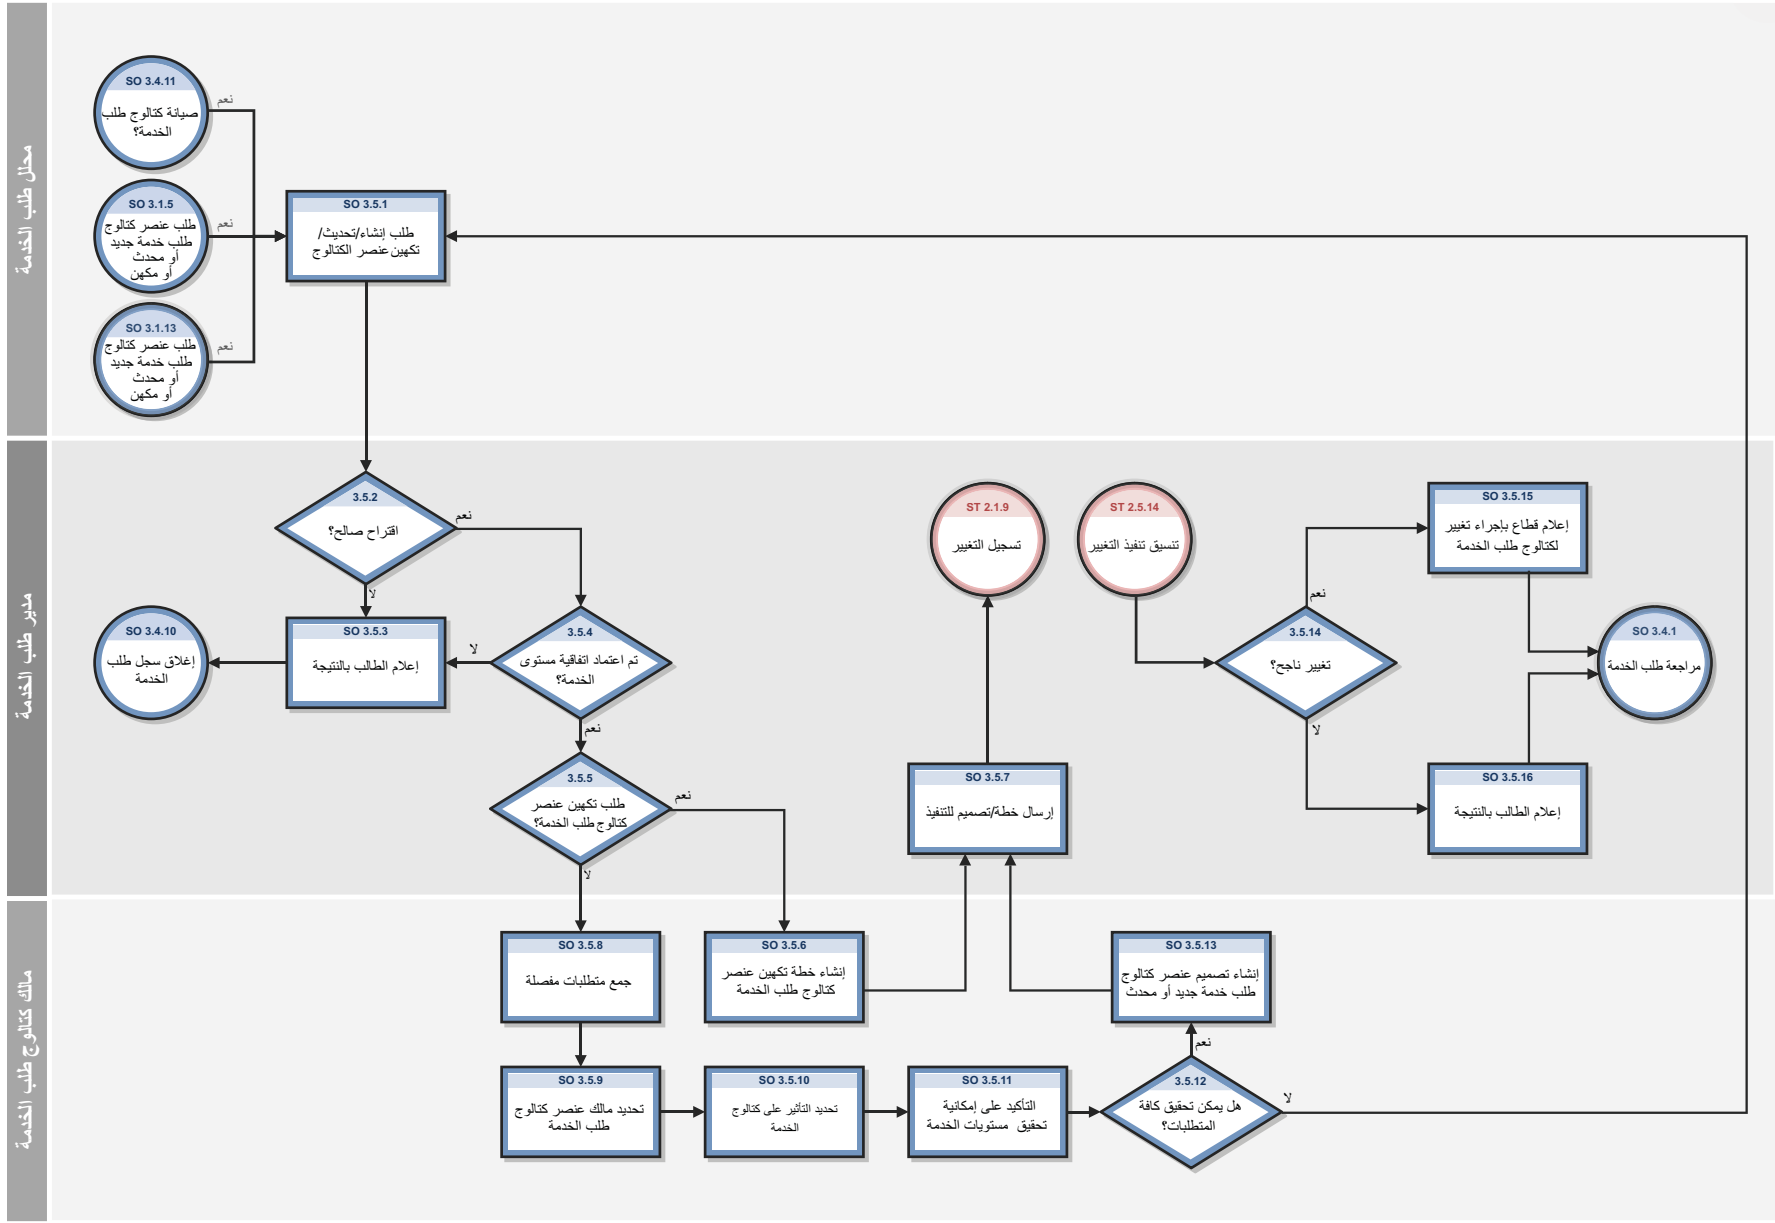 محلل طلب الخدمة
SO 3.4.11
صيانة كتالوج طلب
الخدمة؟
نعم
SO 3.1.5
طلب عنصر كتالوج
طلب خدمة جديد
أو محدث
أو مكهن
نعم
SO 3.1.13
طلب عنصر كتالوج
طلب خدمة جديد
أو محدث
أو مكهن
نعم
SO 3.5.1
طلب إنشاء/تحديث/
تكهين عنصر الكتالوج
مدير طلب الخدمة
3.5.2
اقتراح صالح؟
نعم
لا
SO 3.4.10
إغلاق سجل طلب
الخدمة
SO 3.5.3
إعلام الطالب بالنتيجة
لا
3.5.4
تم اعتماد اتفاقية مستوى
الخدمة؟
نعم
3.5.5
طلب تكهين عنصر
كتالوج طلب الخدمة؟
نعم
لا
ST 2.1.9
تسجيل التغيير
ST 2.5.14
تنسيق تنفيذ التغيير
SO 3.5.7
إرسال خطة/تصميم للتنفيذ
3.5.14
تغيير ناجح؟
نعم
لا
SO 3.5.15
إعلام قطاع بإجراء تغيير
لكتالوج طلب الخدمة
SO 3.4.1
مراجعة طلب الخدمة
SO 3.5.16
إعلام الطالب بالنتيجة
مالك كتالوج طلب الخدمة
SO 3.5.8
جمع متطلبات مفصلة
SO 3.5.6
إنشاء خطة تكهين عنصر
كتالوج طلب الخدمة
SO 3.5.13
إنشاء تصميم عنصر كتالوج
طلب خدمة جديد أو محدث
SO 3.5.9
تحديد مالك عنصر كتالوج
طلب الخدمة
SO 3.5.10
تحديد التأثير على كتالوج
الخدمة
SO 3.5.11
التأكيد على إمكانية
تحقيق مستويات الخدمة
3.5.12
هل يمكن تحقيق كافة
المتطلبات؟
نعم
لا